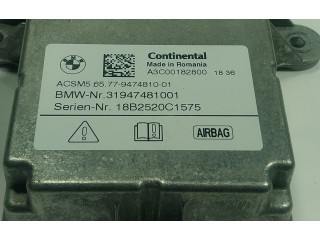 BMW
Continental
Made in Romania
A3C00182800 18 36
ACSM5 65.77-9474810-01
BMW-Nr.31947481001
Serien-Nr. 18B2520C1575
AIRBAG